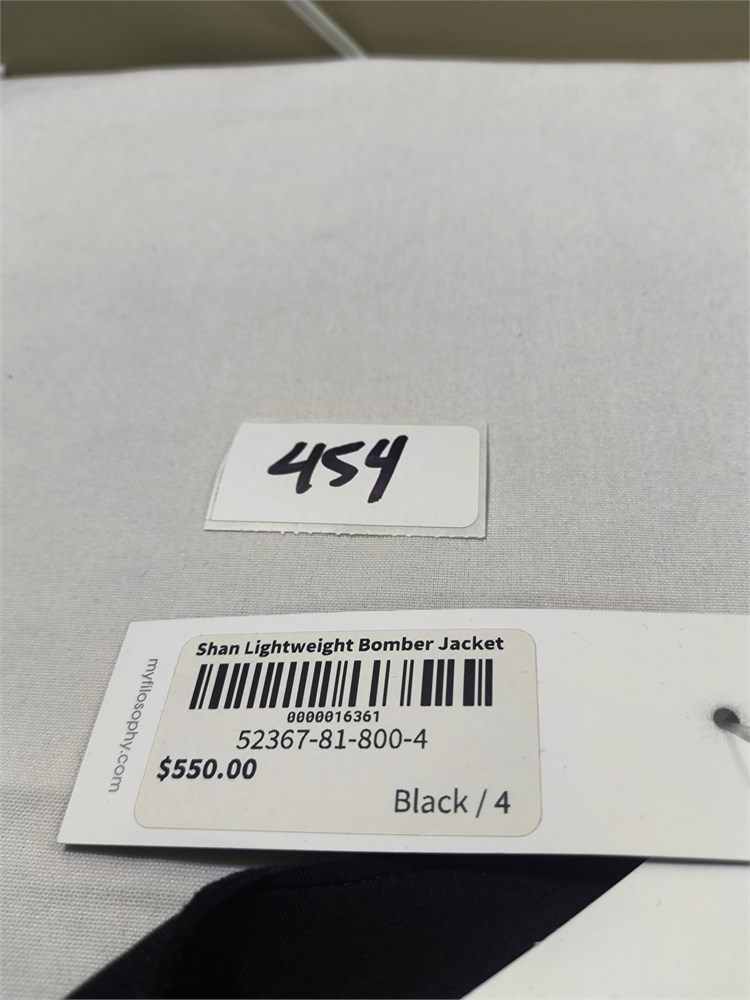 454
Shan Lightweight Bomber Jacket
0000016361
52367-81-800-4
$550.00
Black / 4
myfilosophy.com